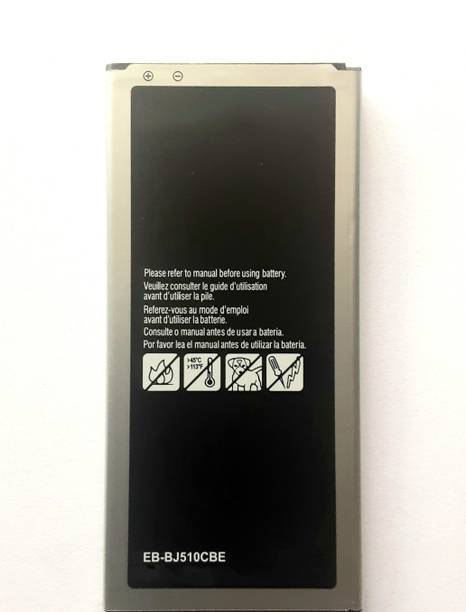 Please refer to manual before using battery.
Veuillez consulter le guide d'utilisation
avant d'utiliser la pile.
Referez-vous au mode d'emploi
avant d'utiliser la batterie.
Consulte o manual antes de usar a bateria.
Por favor lea el manual antes de utilizar la batería.
>45°C
>113°F
EB-BJ510CBE